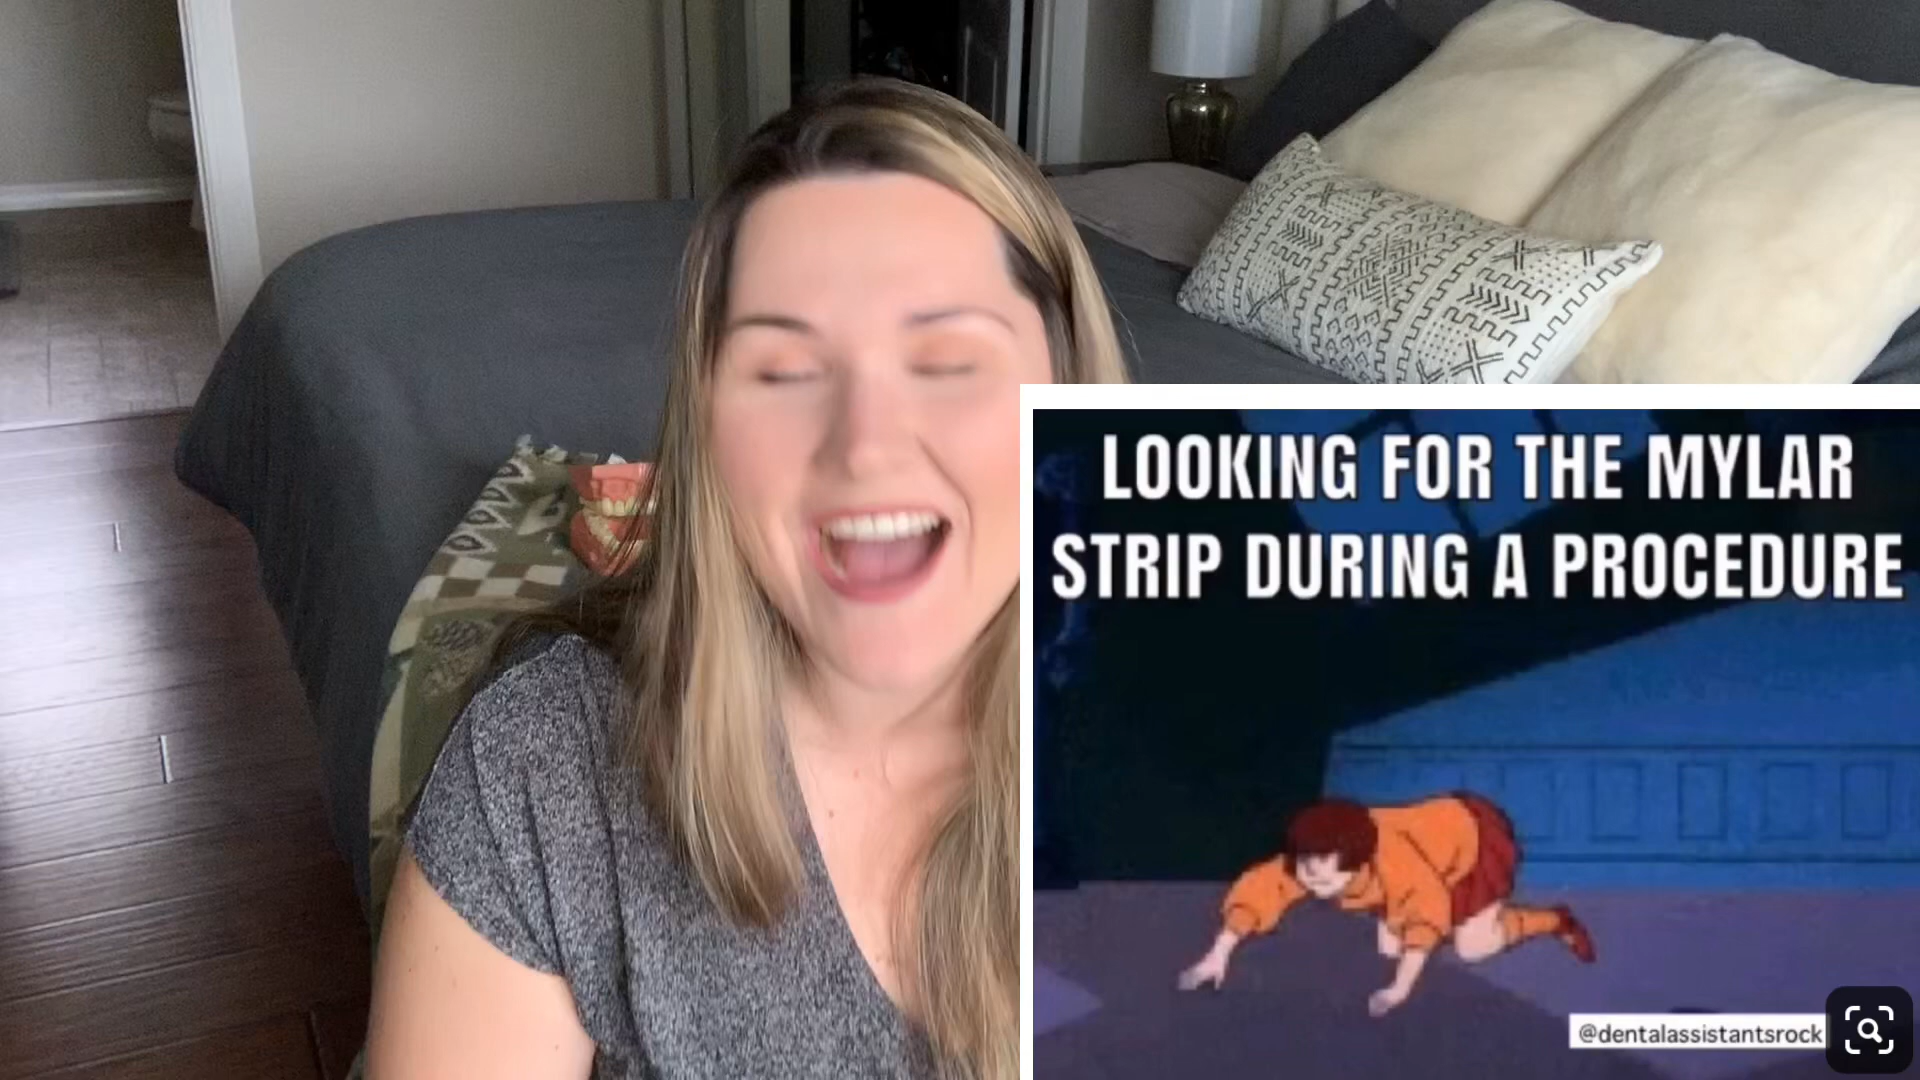 LOOKING FOR THE MYLAR
STRIP DURING A PROCEDURE
@dentalassistantsrock